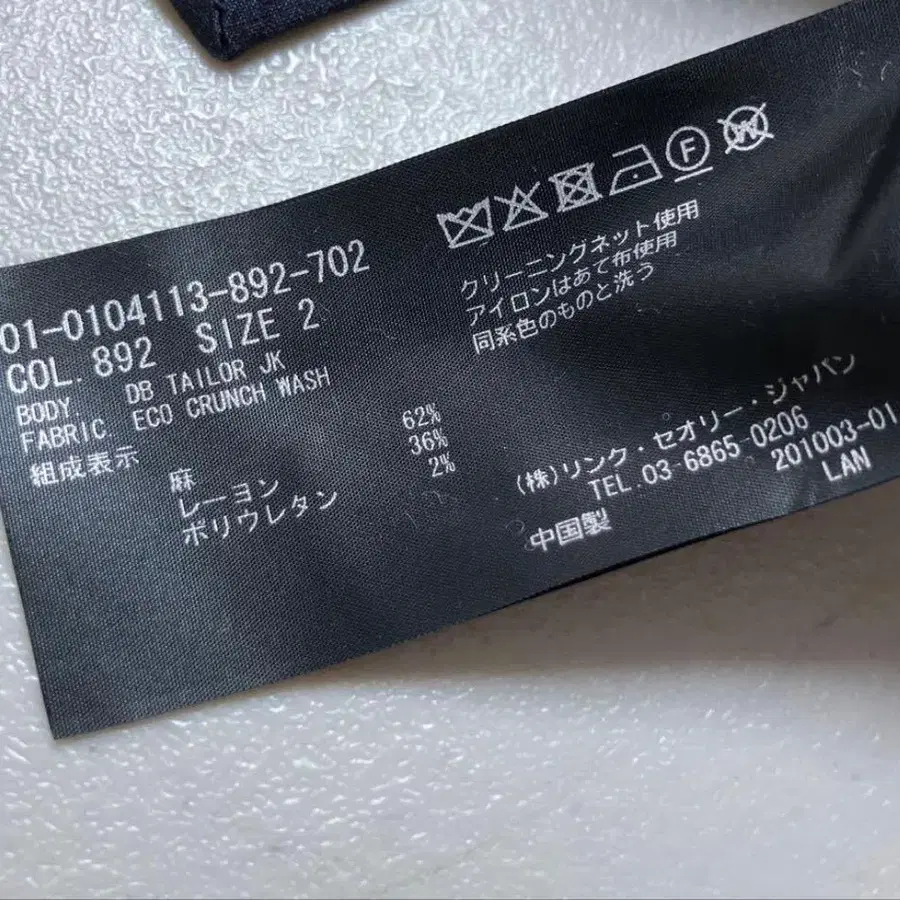 01-0104113-892-702
COL. 892 SIZE 2
BODY. DB TAILOR JK
FABRIC. ECO CRUNCH WASH
組成表示
麻 62%
レーヨン 36%
ポリウレタン 2%
F
W
クリーニングネット使用
アイロンはあて布使用
同系色のものと洗う
(株)リンク・セオリー・ジャパン
TEL.03-6865-0206
201003-01
LAN
中国製